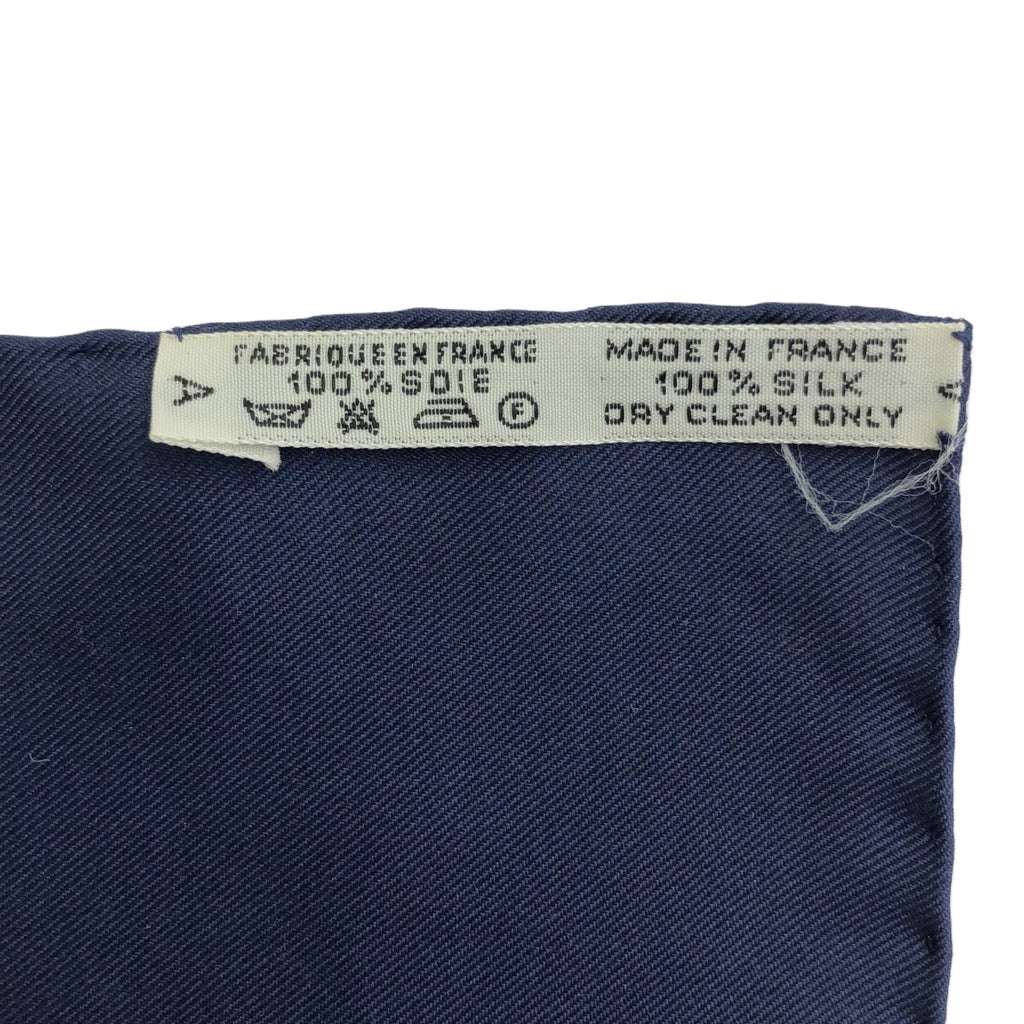 FABRIQUE EN FRANCE
100% SOIE
F
MADE IN FRANCE
100% SILK
DRY CLEAN ONLY
A